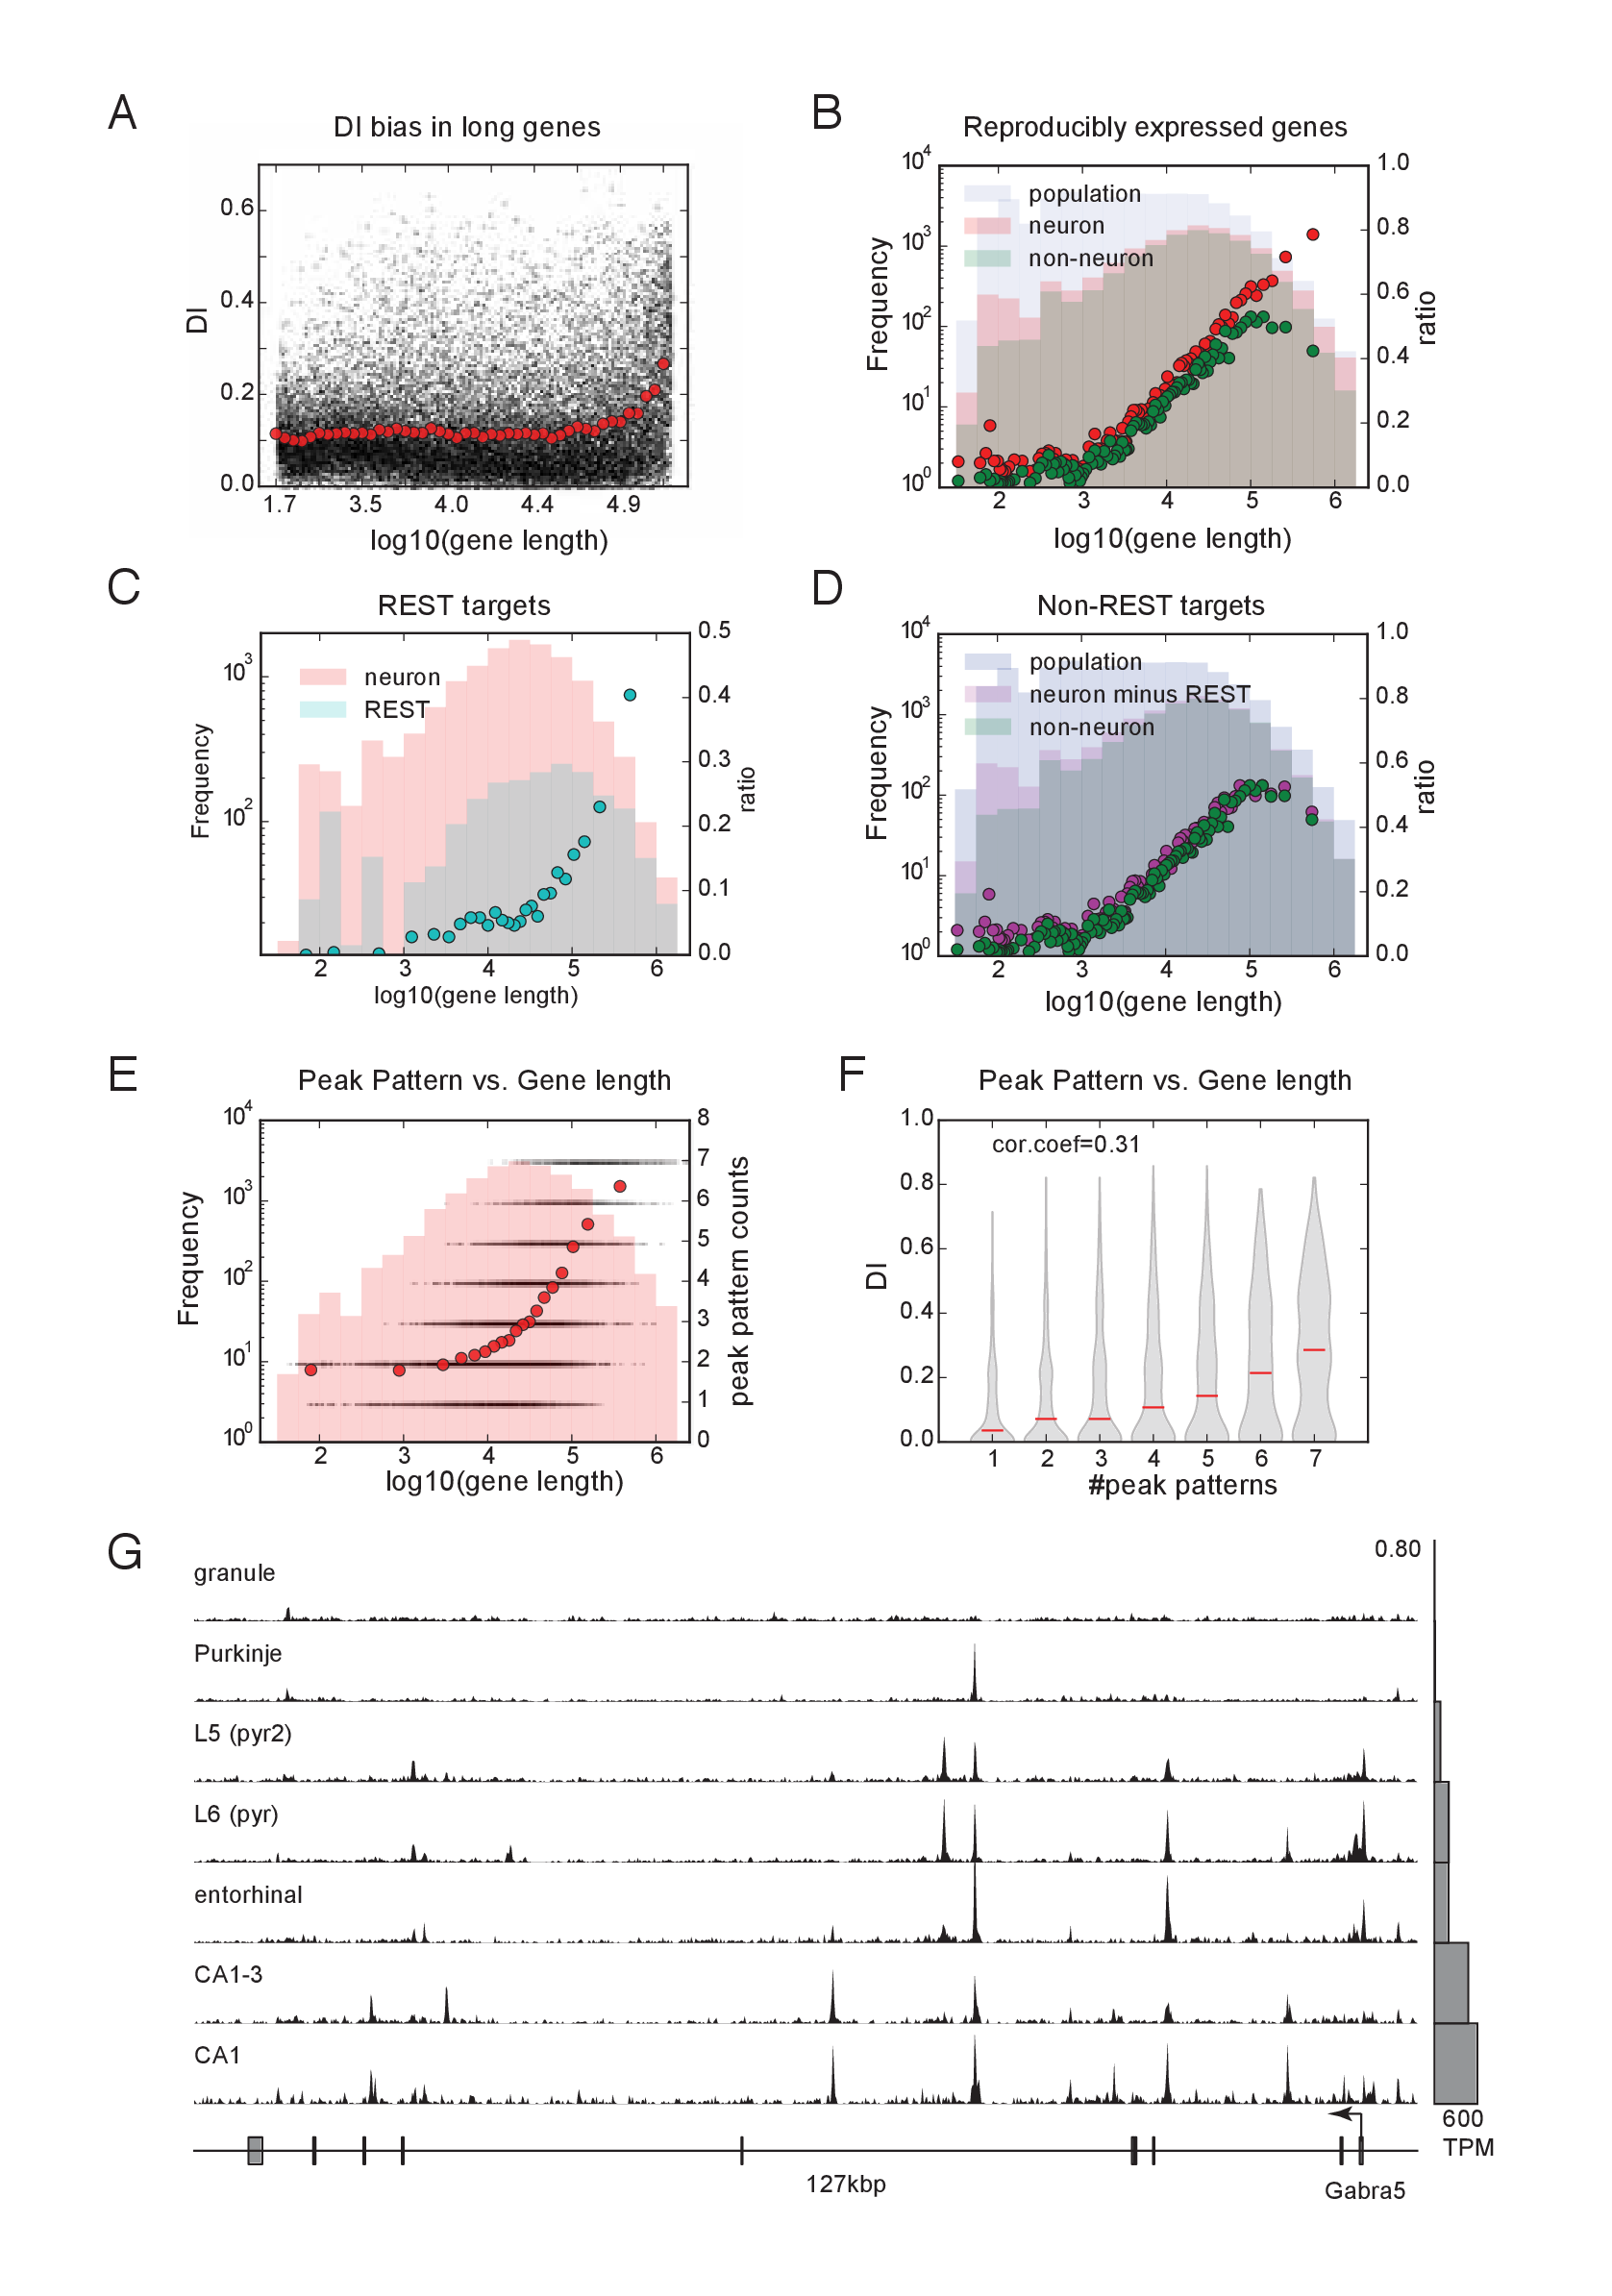 A
DI bias in long genes
DI
0.6
0.4
0.2
0.0
1.7 3.5 4.0 4.4 4.9
log10(gene length)
B
Reproducibly expressed genes
Frequency
10^4
10^3
10^2
10^1
10^0
population
neuron
non-neuron
1.0
0.8
0.6
0.4
0.2
0.0
ratio
2 3 4 5 6
log10(gene length)
C
REST targets
Frequency
10^3
10^2
neuron
REST
0.5
0.4
0.3
0.2
0.1
0.0
ratio
2 3 4 5 6
log10(gene length)
D
Non-REST targets
Frequency
10^4
10^3
10^2
10^1
10^0
population
neuron minus REST
non-neuron
1.0
0.8
0.6
0.4
0.2
0.0
ratio
2 3 4 5 6
log10(gene length)
E
Peak Pattern vs. Gene length
Frequency
10^4
10^3
10^2
10^1
10^0
8
7
6
5
4
3
2
1
0
peak pattern counts
2 3 4 5 6
log10(gene length)
F
Peak Pattern vs. Gene length
DI
1.0
0.8
0.6
0.4
0.2
0.0
cor.coef=0.31
1 2 3 4 5 6 7
#peak patterns
G
0.80
granule
Purkinje
L5 (pyr2)
L6 (pyr)
entorhinal
CA1-3
CA1
600
TPM
127kbp
Gabra5